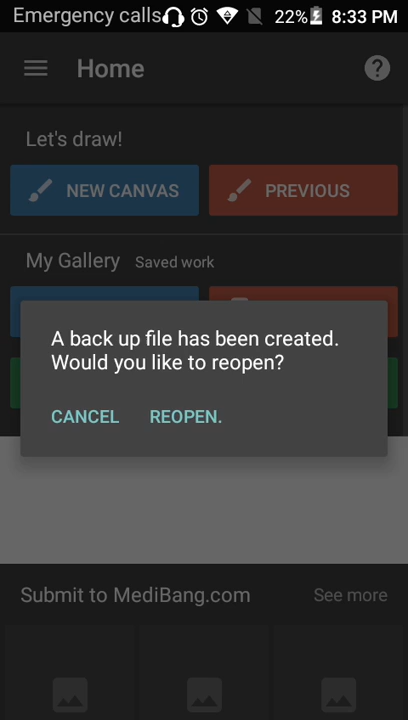 Emergency calls 22% 8:33 PM
Home
Let's draw!
NEW CANVAS PREVIOUS
My Gallery Saved work
A back up file has been created.
Would you like to reopen?
CANCEL REOPEN.
Submit to MediBang.com See more